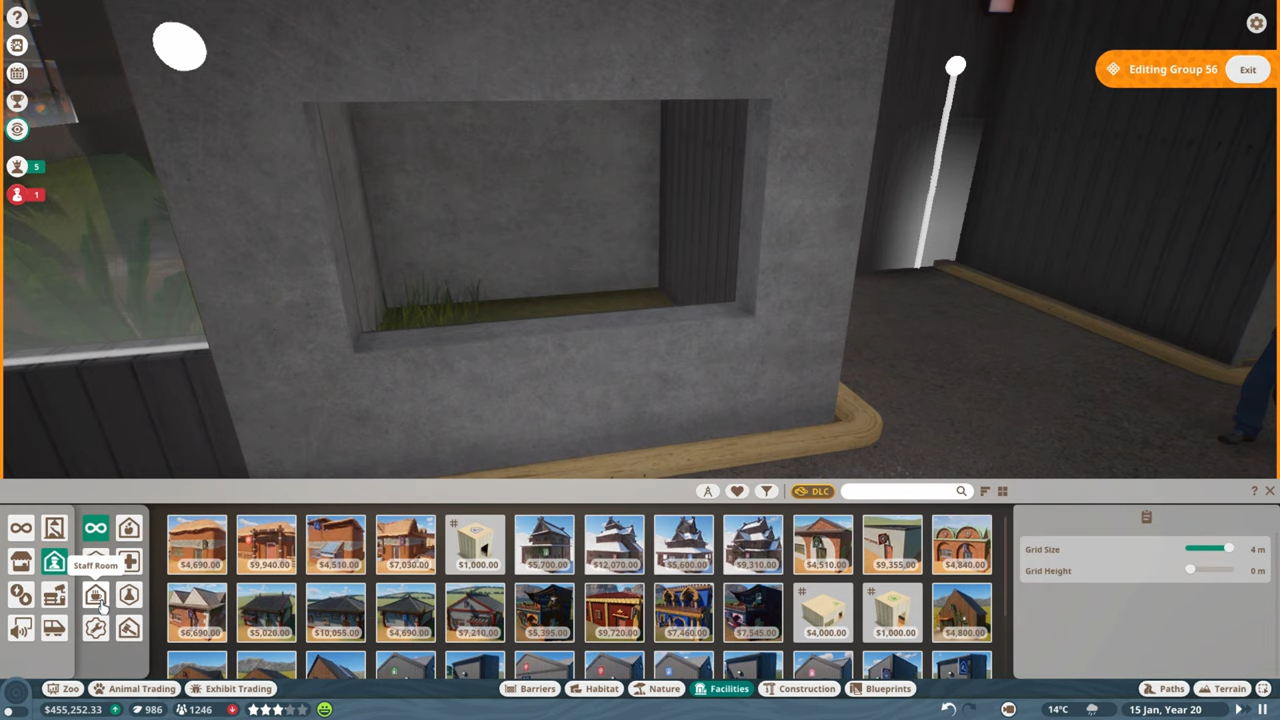 Editing Group 56
Exit
5
1
DLC
Staff Room
$4,690.00
$9,940.00
$4,510.00
$7,030.00
$1,000.00
$5,700.00
$12,070.00
$5,600.00
$9,310.00
$4,510.00
$9,355.00
$4,840.00
$6,690.00
$5,020.00
$10,055.00
$4,690.00
$7,210.00
$5,395.00
$9,720.00
$7,460.00
$7,545.00
$4,000.00
$1,000.00
$4,800.00
Grid Size
4 m
Grid Height
0 m
Zoo
Animal Trading
Exhibit Trading
Barriers
Habitat
Nature
Facilities
Construction
Blueprints
Paths
Terrain
$455,252.33
986
1246
14°C
15 Jan, Year 20